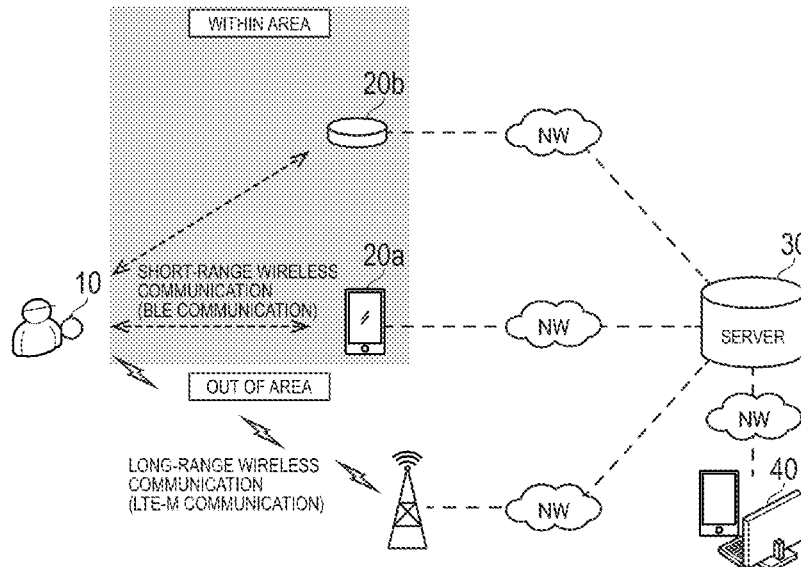 WITHIN AREA
20b
NW
30
10
SHORT-RANGE WIRELESS
COMMUNICATION
(BLE COMMUNICATION)
20a
NW
SERVER
OUT OF AREA
NW
LONG-RANGE WIRELESS
COMMUNICATION
(LTE-M COMMUNICATION)
NW
40